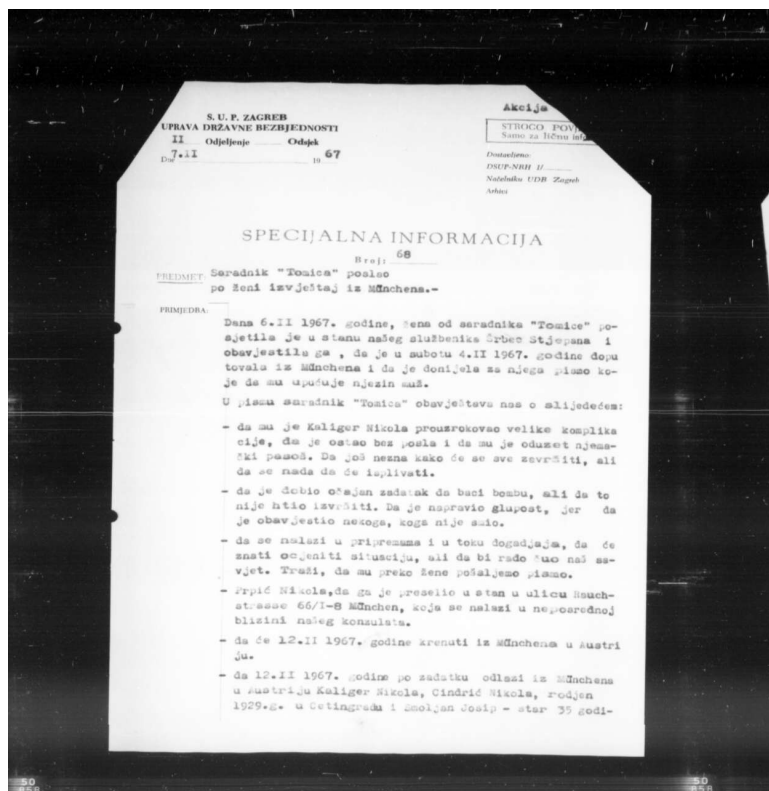 S. U. P. ZAGREB
UPRAVA DRŽAVNE BEZBJEDNOSTI
II Odjeljenje Odsjek
Dne 7.II 1967
Akcija
STROGO POV
Samo za ličnu inf
Dostavljeno:
DSUP-NRH 1/
Načelniku UDB Zagreb
Arhiva
SPECIJALNA INFORMACIJA
Broj: 68
PREDMET: Saradnik "Tomica" poslao
po ženi izvještaj iz Münchena.-
PRIMJEDBA:
Dana 6.II 1967. godine, žena od saradnika "Tomice" po-
sjetila je u stanu našeg službenika Srbec Stjepana i
obavjestila ga , da je u subotu 4.II 1967. godine dopu
tovala iz Münchena i da je donijela za njega pismo ko-
je da mu upućuje njezin muž.
U pismu saradnik "Tomica" obavještava nas o slijedećem:
- da mu je Kaliger Nikola prouzrokovao velike komplika
cije, da je ostao bez posla i da mu je oduzet njema-
čki pasoš. Da još nezna kako će se sve završiti, ali
da se nada da će isplivati.
- da je dobio očajan zadatak da baci bombu, ali da to
nije htio izvršiti. Da je napravio glupost, jer da
je obavjestio nekoga, koga nije smio.
- da se nalazi u pripremama i u toku dogadjaja, da će
znati ocjeniti situaciju, ali da bi rado čuo naš sa-
vjet. Traži, da mu preko žene pošaljemo pismo.
- Prpić Nikola,da ga je preselio u stan u ulicu Rauch-
strasse 66/I-8 München, koja se nalazi u neposrednoj
blizini našeg konzulata.
- da će 12.II 1967. godine krenuti iz Münchena u Austri
ju.
- da 12.II 1967. godine po zadatku odlazi iz Münchena
u Austriju Kaliger Nikola, Cindrić Nikola, rodjen
1929.g. u Cetingradu i Smoljan Josip - star 35 godi-
50
858
50
858